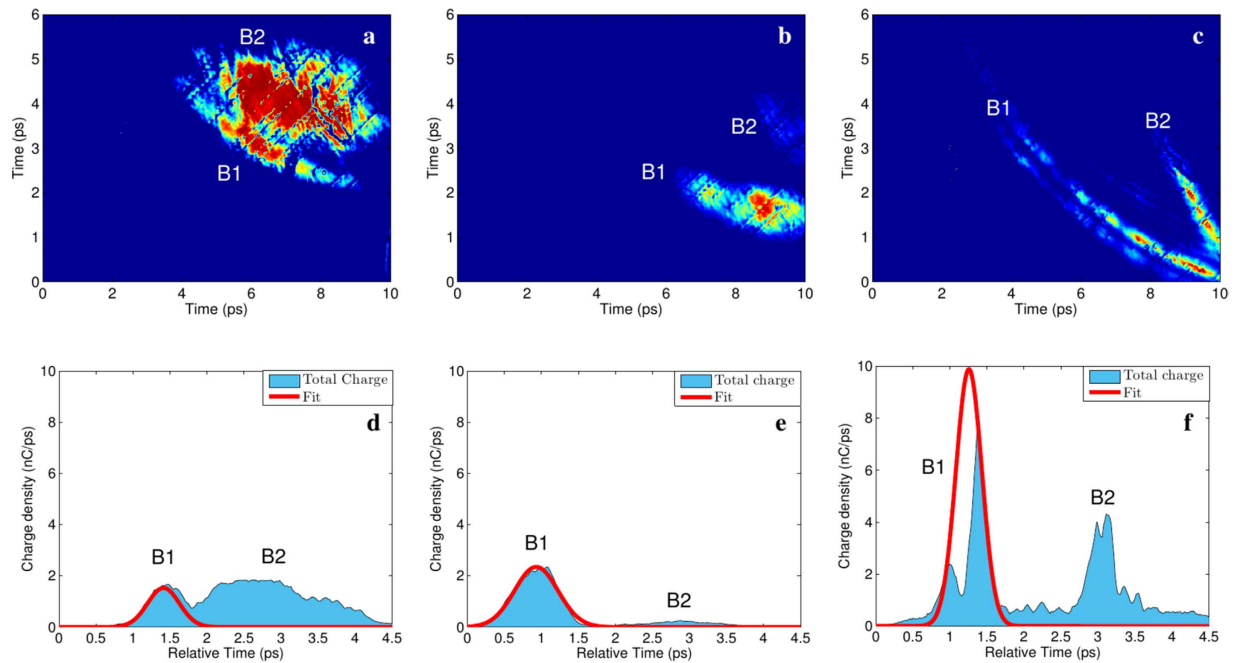 6
5
4
3
2
1
0
Time (ps)
B2
a
B1
0 2 4 6 8 10
Time (ps)
6
5
4
3
2
1
0
Time (ps)
b
B2
B1
0 2 4 6 8 10
Time (ps)
6
5
4
3
2
1
0
Time (ps)
c
B1
B2
0 2 4 6 8 10
Time (ps)
10
8
6
4
2
0
Charge density (nC/ps)
Total Charge
Fit
d
B1 B2
0 0.5 1 1.5 2 2.5 3 3.5 4 4.5
Relative Time (ps)
10
8
6
4
2
0
Charge density (nC/ps)
Total charge
Fit
e
B1
B2
0 0.5 1 1.5 2 2.5 3 3.5 4 4.5
Relative Time (ps)
10
8
6
4
2
0
Charge density (nC/ps)
Total charge
Fit
f
B1
B2
0 0.5 1 1.5 2 2.5 3 3.5 4 4.5
Relative Time (ps)